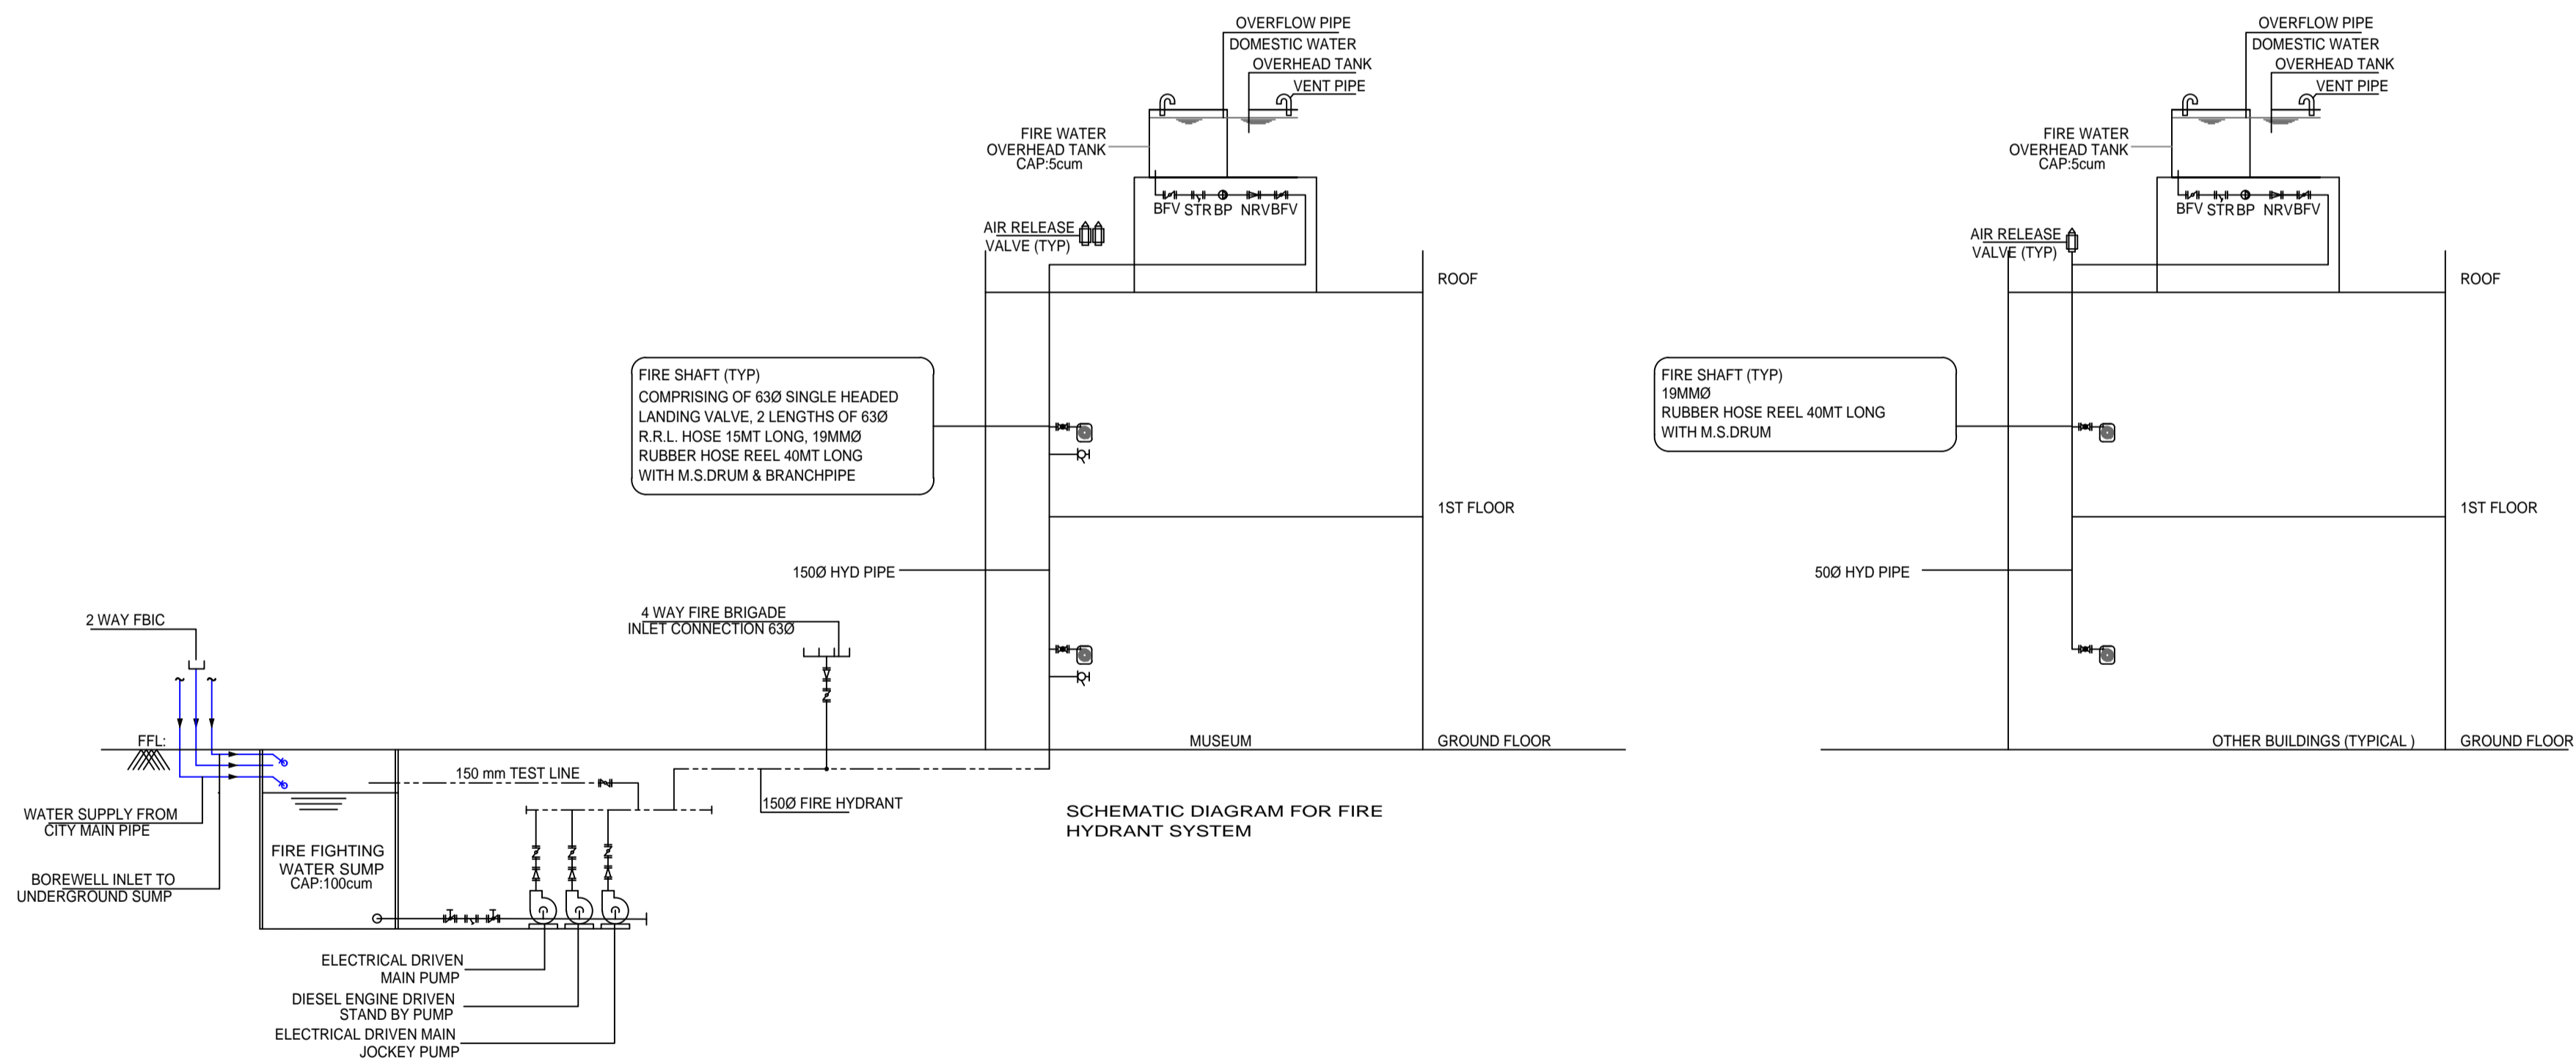 OVERFLOW PIPE
DOMESTIC WATER
OVERHEAD TANK
VENT PIPE
FIRE WATER
OVERHEAD TANK
CAP:5cum
BFV STR BP NRV BFV
AIR RELEASE
VALVE (TYP)
ROOF
FIRE SHAFT (TYP)
COMPRISING OF 63Ø SINGLE HEADED
LANDING VALVE, 2 LENGTHS OF 63Ø
R.R.L. HOSE 15MT LONG, 19MMØ
RUBBER HOSE REEL 40MT LONG
WITH M.S.DRUM & BRANCHPIPE
1ST FLOOR
150Ø HYD PIPE
4 WAY FIRE BRIGADE
INLET CONNECTION 63Ø
2 WAY FBIC
FFL:
MUSEUM
GROUND FLOOR
150 mm TEST LINE
150Ø FIRE HYDRANT
WATER SUPPLY FROM
CITY MAIN PIPE
FIRE FIGHTING
WATER SUMP
CAP:100cum
BOREWELL INLET TO
UNDERGROUND SUMP
ELECTRICAL DRIVEN
MAIN PUMP
DIESEL ENGINE DRIVEN
STAND BY PUMP
ELECTRICAL DRIVEN MAIN
JOCKEY PUMP
SCHEMATIC DIAGRAM FOR FIRE
HYDRANT SYSTEM
OVERFLOW PIPE
DOMESTIC WATER
OVERHEAD TANK
VENT PIPE
FIRE WATER
OVERHEAD TANK
CAP:5cum
BFV STR BP NRV BFV
AIR RELEASE
VALVE (TYP)
ROOF
FIRE SHAFT (TYP)
19MMØ
RUBBER HOSE REEL 40MT LONG
WITH M.S.DRUM
1ST FLOOR
50Ø HYD PIPE
OTHER BUILDINGS (TYPICAL )
GROUND FLOOR